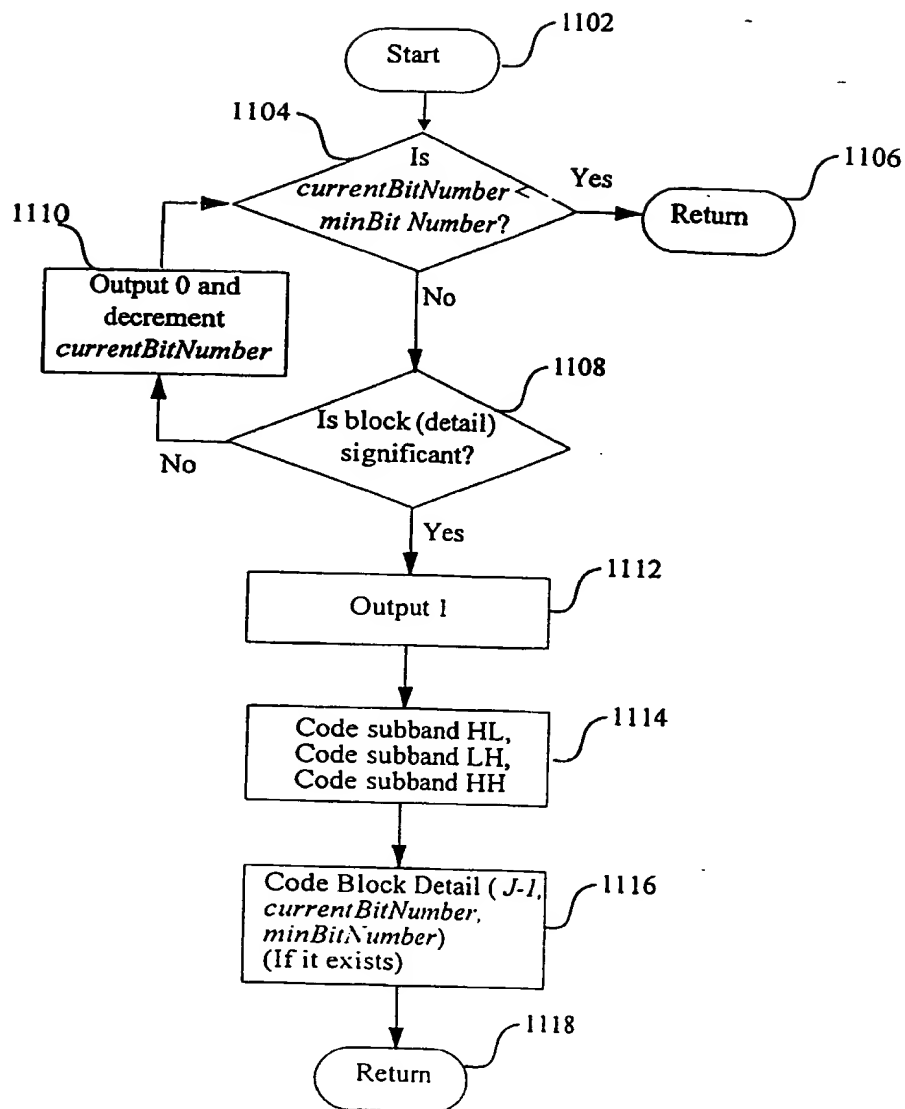 Start
1102
1104
Is
currentBitNumber <
minBit Number?
Yes
1106
Return
1110
Output 0 and
decrement
currentBitNumber
No
1108
Is block (detail)
significant?
No
Yes
1112
Output 1
1114
Code subband HL,
Code subband LH,
Code subband HH
1116
Code Block Detail ( J-1,
currentBitNumber,
minBitNumber)
(If it exists)
1118
Return